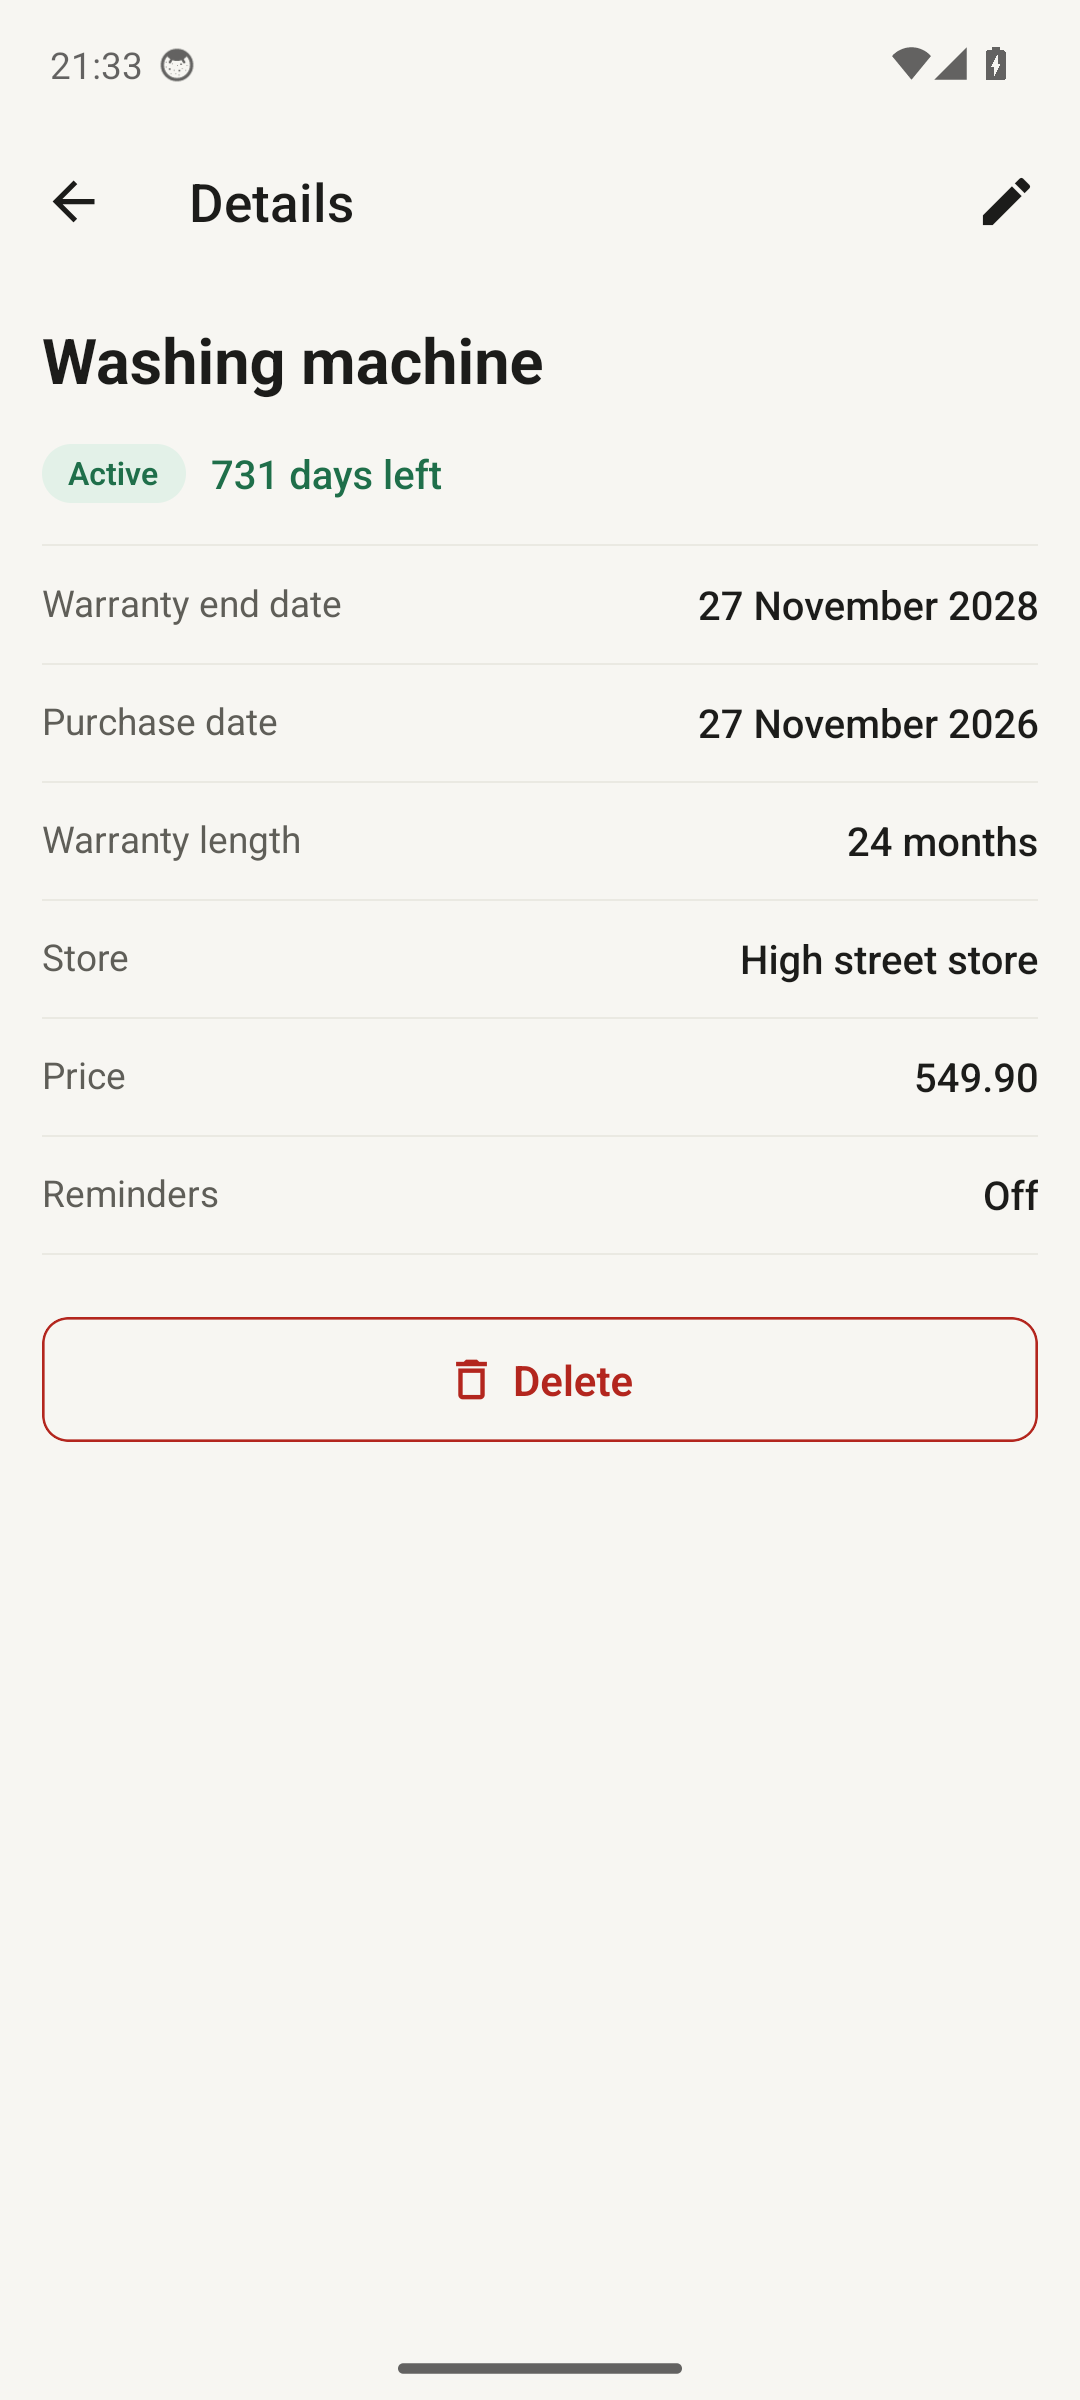 21:33
Details
Washing machine
Active 731 days left
Warranty end date 27 November 2028
Purchase date 27 November 2026
Warranty length 24 months
Store High street store
Price 549.90
Reminders Off
Delete